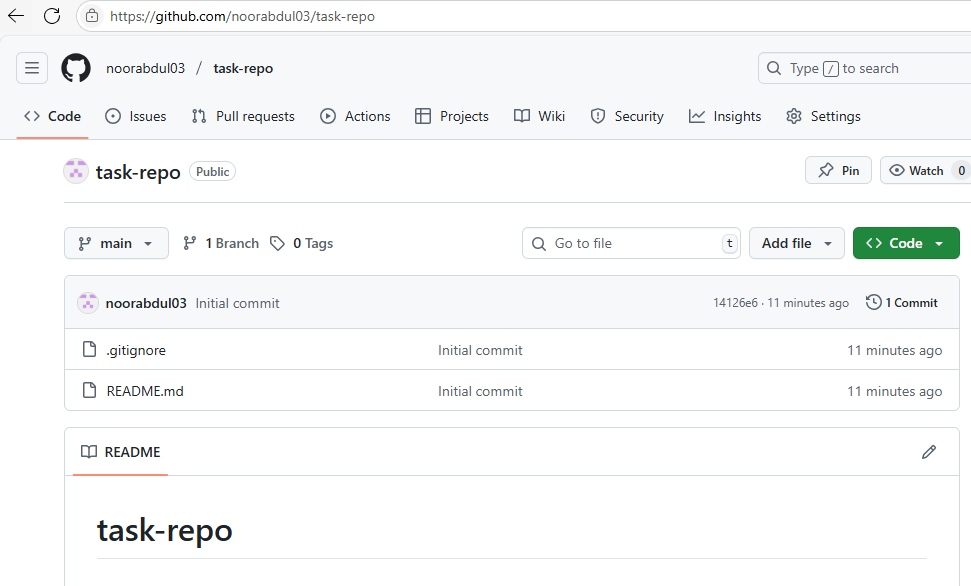 https://github.com/noorabdul03/task-repo
noorabdul03 / task-repo
Type / to search
Code Issues Pull requests Actions Projects Wiki Security Insights Settings
task-repo Public
Pin Watch 0
main 1 Branch 0 Tags
Go to file t Add file Code
noorabdul03 Initial commit 14126e6 · 11 minutes ago 1 Commit
.gitignore Initial commit 11 minutes ago
README.md Initial commit 11 minutes ago
README
task-repo